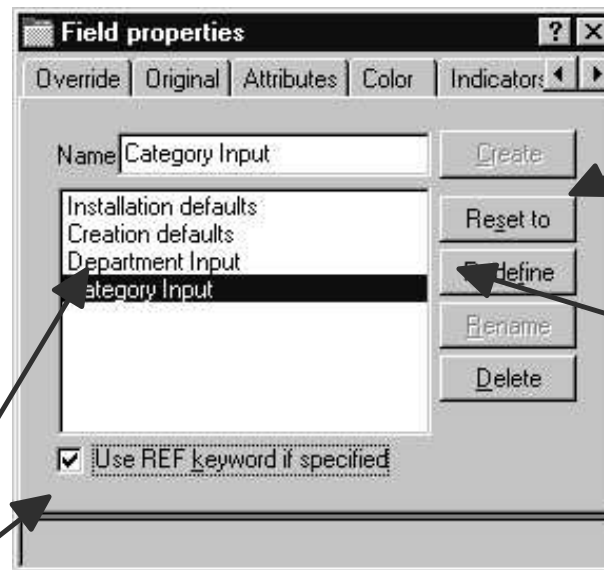 Field properties ? X
Override Original Attributes Color Indicators
Name Category Input Create
Installation defaults
Creation defaults
Department Input
Category Input
Reset to
Redefine
Rename
Delete
Use REF keyword if specified